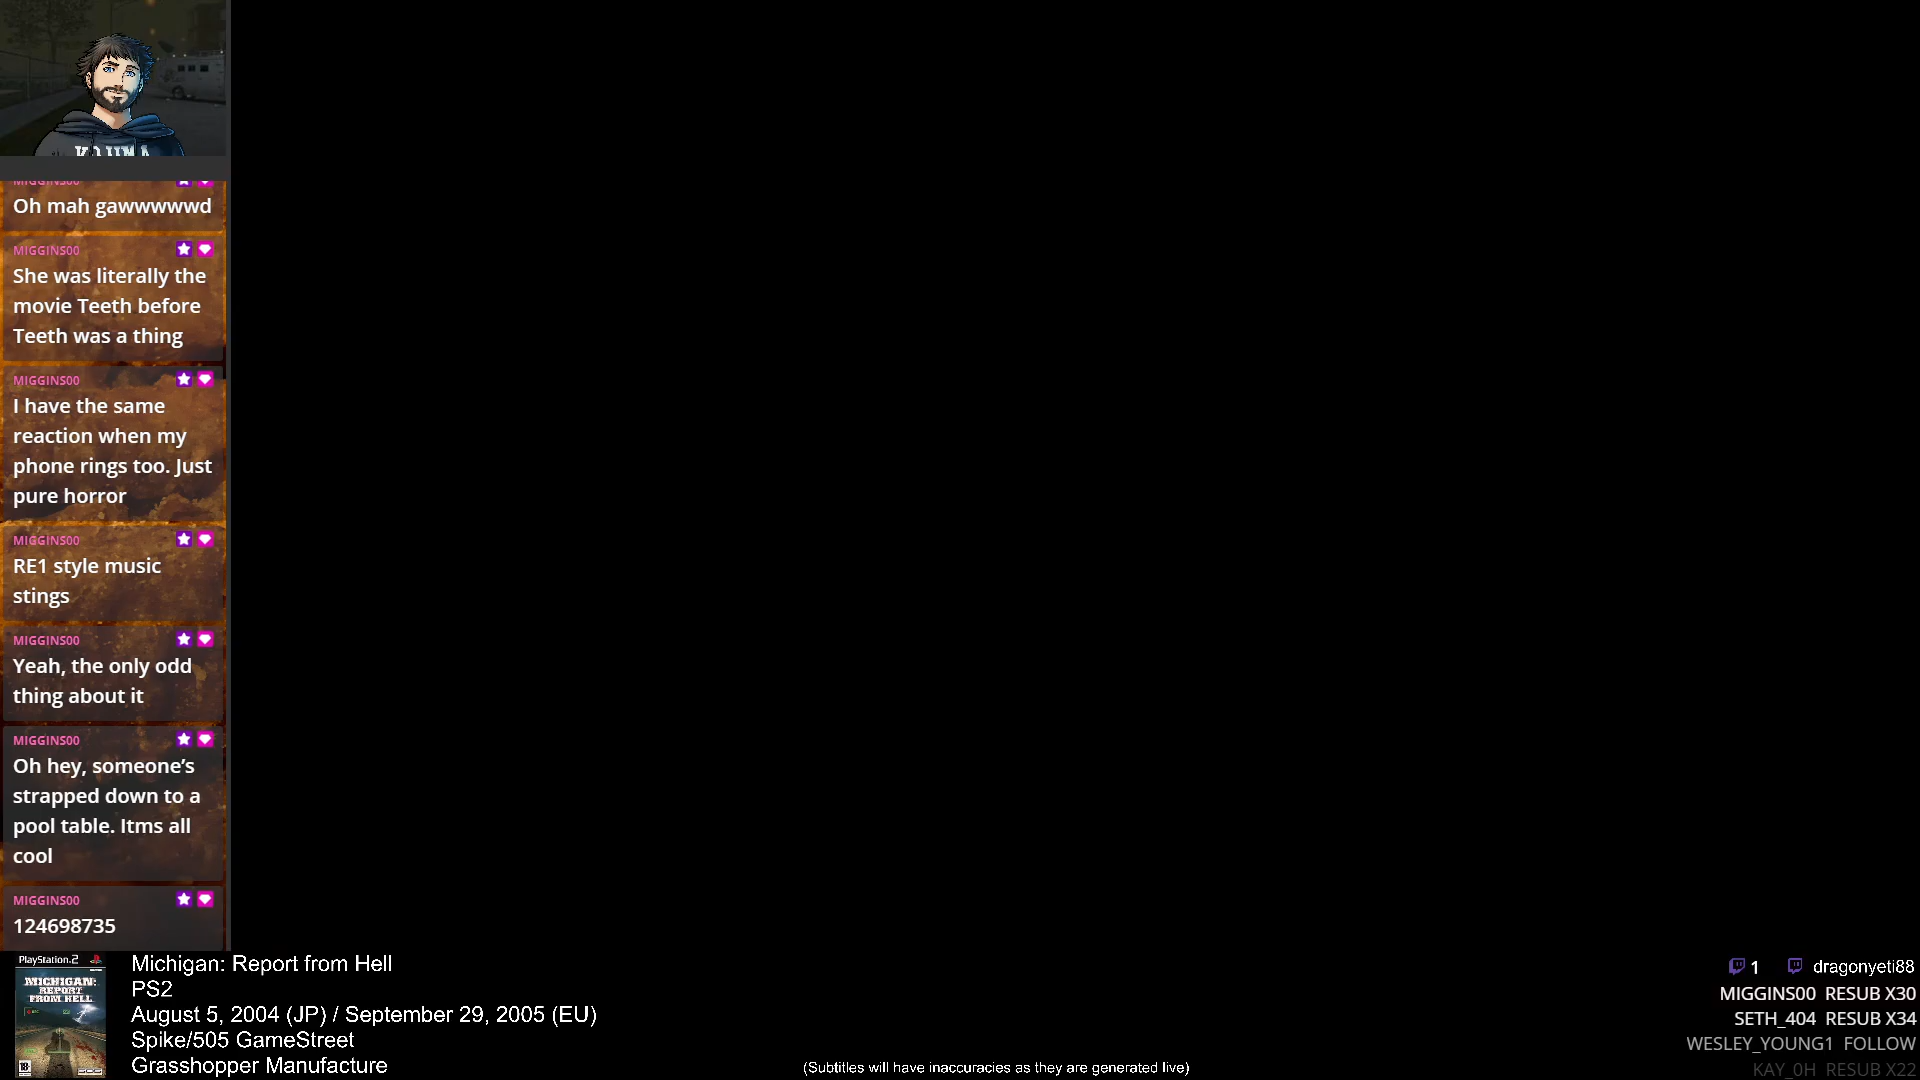 MIGGINS00
Oh mah gawwwwwd
MIGGINS00
She was literally the
movie Teeth before
Teeth was a thing
MIGGINS00
I have the same
reaction when my
phone rings too. Just
pure horror
MIGGINS00
RE1 style music
stings
MIGGINS00
Yeah, the only odd
thing about it
MIGGINS00
Oh hey, someone’s
strapped down to a
pool table. Itms all
cool
MIGGINS00
124698735
PlayStation.2
MICHIGAN:
REPORT
FROM HELL
18
505
Michigan: Report from Hell
PS2
August 5, 2004 (JP) / September 29, 2005 (EU)
Spike/505 GameStreet
Grasshopper Manufacture
(Subtitles will have inaccuracies as they are generated live)
1 dragonyeti88
MIGGINS00 RESUB X30
SETH_404 RESUB X34
WESLEY_YOUNG1 FOLLOW
KAY_0H RESUB X22